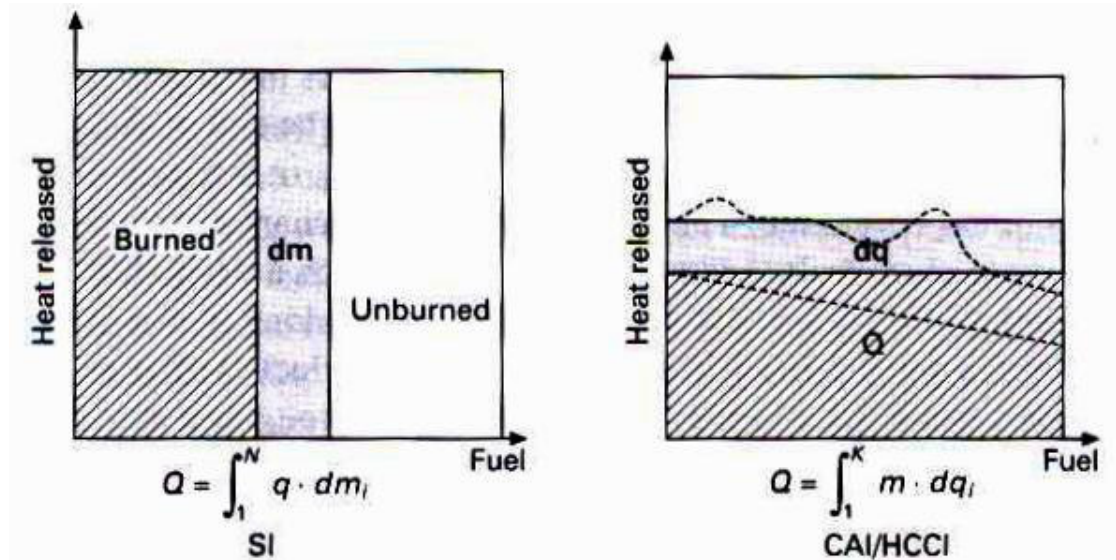 Heat released
Burned
dm
Unburned
Fuel
Q = ∫₁ᴺ q · dmᵢ
SI
Heat released
dq
Q
Fuel
Q = ∫₁ᴷ m · dqᵢ
CAI/HCCI